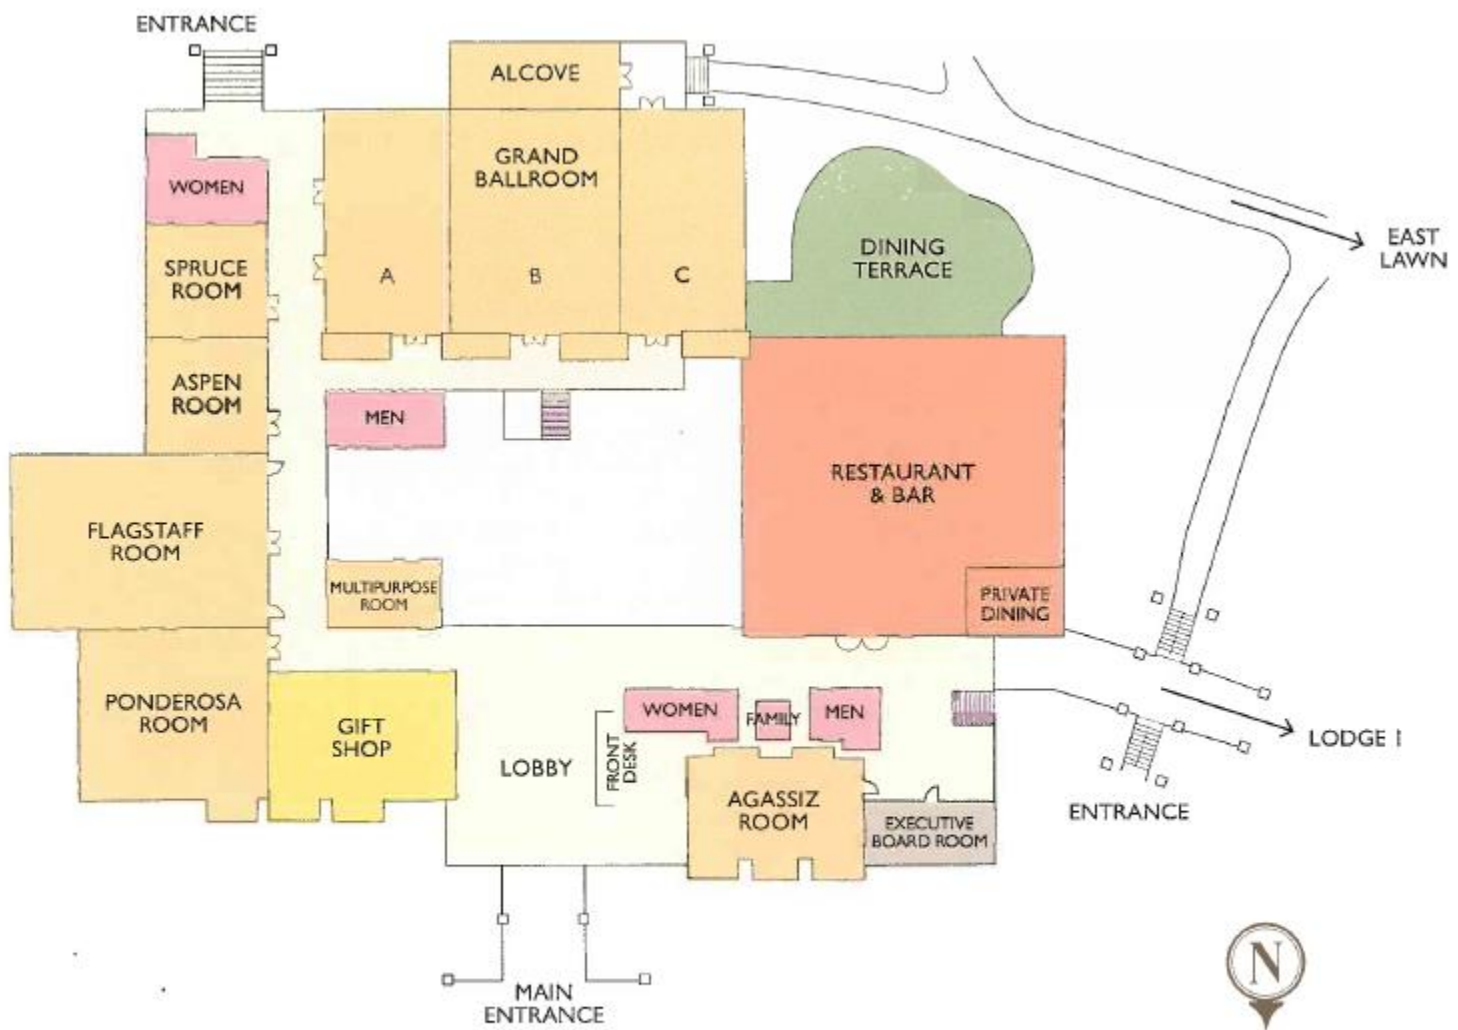 ENTRANCE
ALCOVE
GRAND
BALLROOM
WOMEN
SPRUCE
ROOM
A
B
C
DINING
TERRACE
EAST
LAWN
ASPEN
ROOM
MEN
RESTAURANT
& BAR
FLAGSTAFF
ROOM
MULTIPURPOSE
ROOM
PRIVATE
DINING
PONDEROSA
ROOM
GIFT
SHOP
LOBBY
FRONT
DESK
WOMEN
FAMILY
MEN
LODGE I
AGASSIZ
ROOM
EXECUTIVE
BOARD ROOM
ENTRANCE
MAIN
ENTRANCE
N